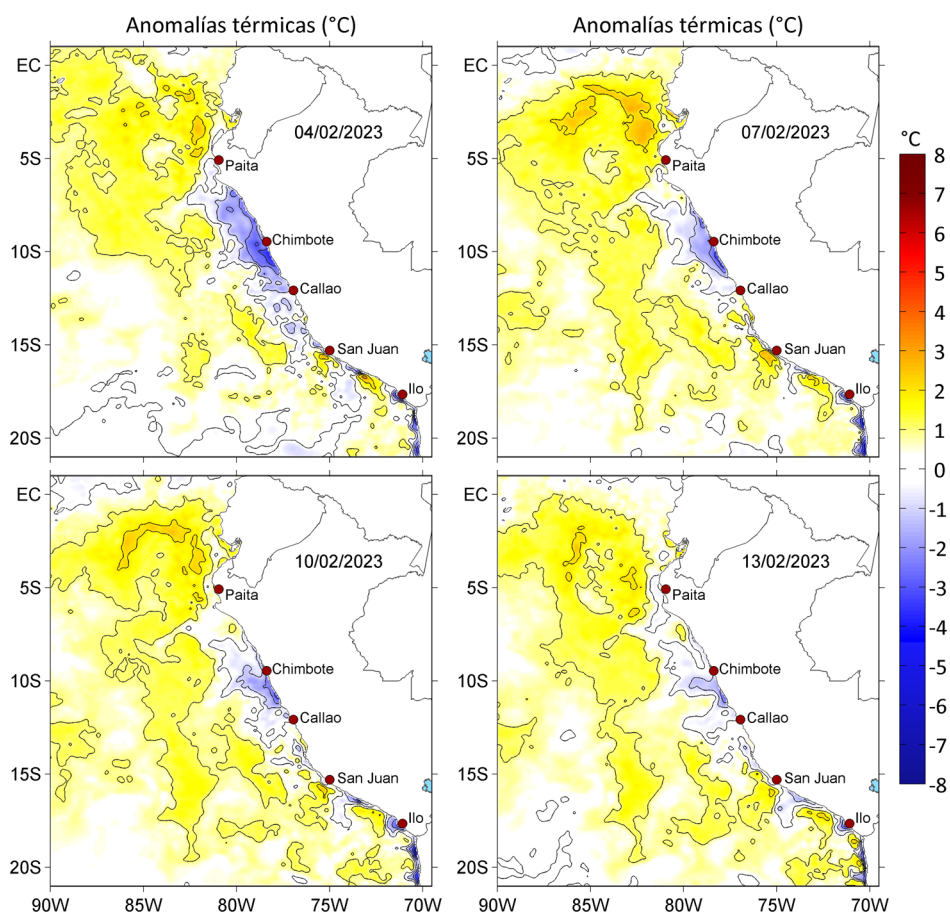 Anomalías térmicas (°C)
Anomalías térmicas (°C)
EC
5S
10S
15S
20S
04/02/2023
Paita
Chimbote
Callao
San Juan
Ilo
07/02/2023
EC
5S
10S
15S
20S
Paita
Chimbote
Callao
San Juan
Ilo
°C
8
7
6
5
4
3
2
1
0
-1
-2
-3
-4
-5
-6
-7
-8
EC
5S
10S
15S
20S
10/02/2023
Paita
Chimbote
Callao
San Juan
Ilo
90W
85W
80W
75W
70W
EC
5S
10S
15S
20S
13/02/2023
Paita
Chimbote
Callao
San Juan
Ilo
90W
85W
80W
75W
70W